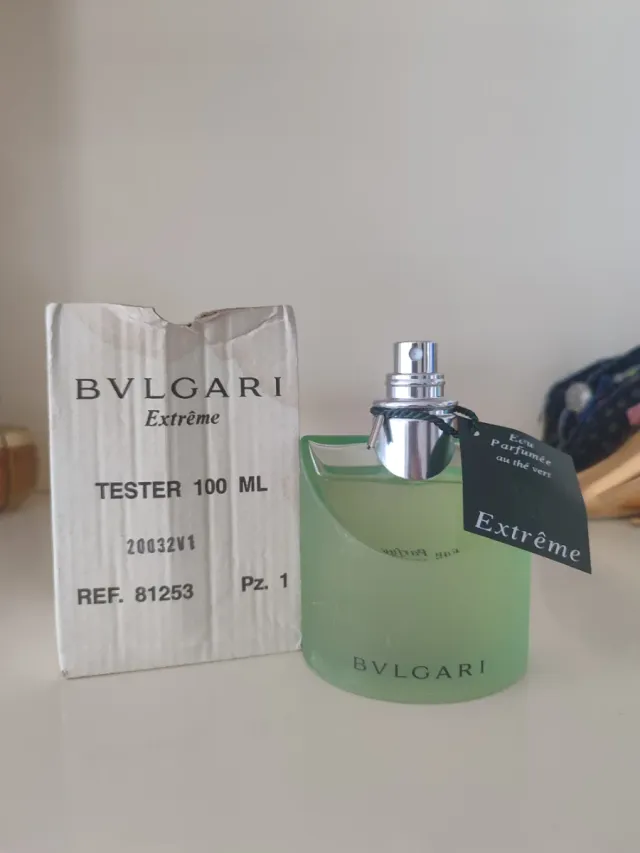 BVLGARI
Extrême
TESTER 100 ML
20032V1
REF. 81253 Pz. 1
Eau
Parfumée
au thé vert
Extrême
BVLGARI